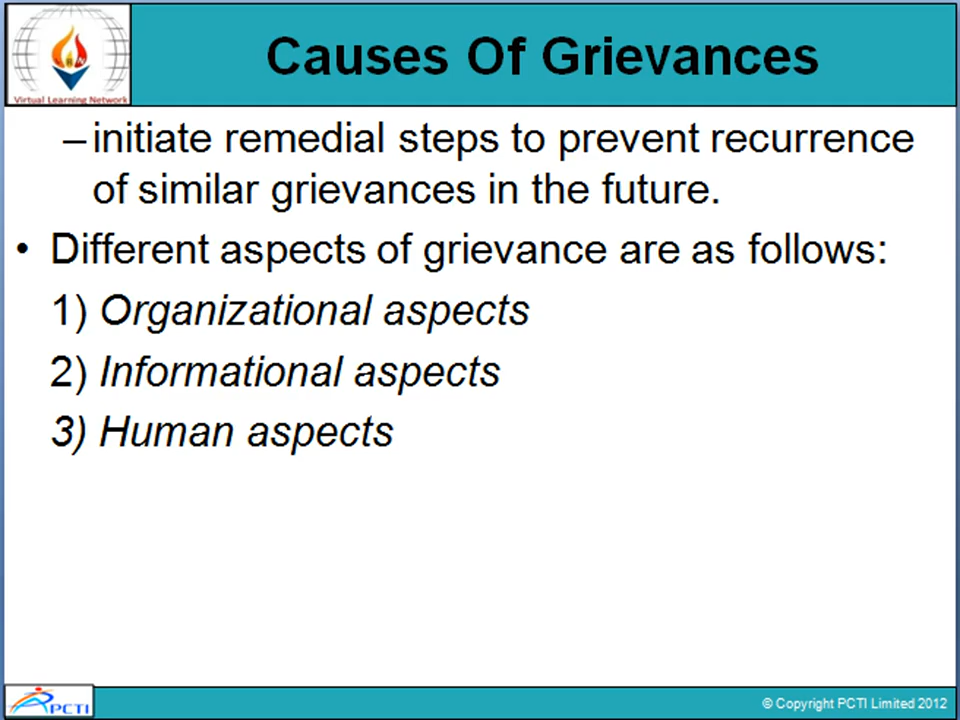 Causes Of Grievances
Virtual Learning Network
– initiate remedial steps to prevent recurrence
of similar grievances in the future.
• Different aspects of grievance are as follows:
1) Organizational aspects
2) Informational aspects
3) Human aspects
PCTI
© Copyright PCTI Limited 2012